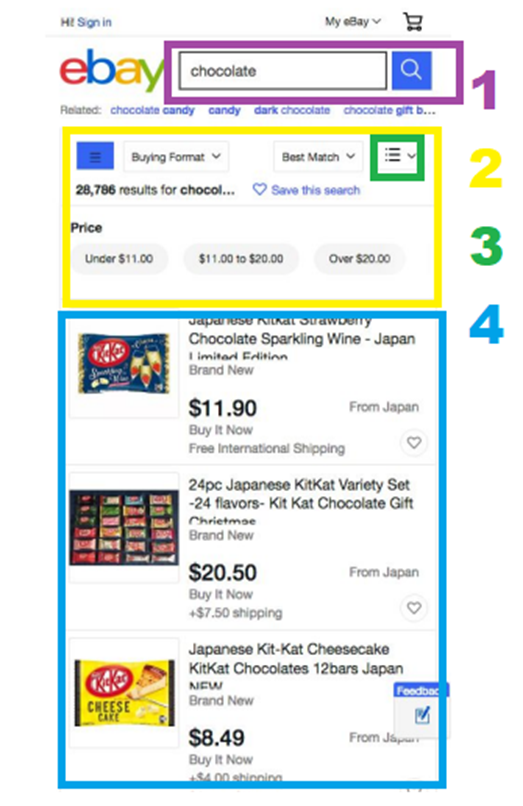 Hi! Sign in
My eBay
ebay
chocolate
1
Related: chocolate candy candy dark chocolate chocolate gift b...
2
Buying Format
Best Match
28,786 results for chocol...
Save this search
3
Price
Under $11.00
$11.00 to $20.00
Over $20.00
4
Japanese KitKat Strawberry
Chocolate Sparkling Wine - Japan
Limited Edition
Brand New
$11.90
From Japan
Buy It Now
Free International Shipping
KitKat
24pc Japanese KitKat Variety Set
-24 flavors- Kit Kat Chocolate Gift
Christmas
Brand New
$20.50
From Japan
Buy It Now
+$7.50 shipping
Japanese Kit-Kat Cheesecake
KitKat Chocolates 12bars Japan
NEW
Brand New
$8.49
From Japan
Buy It Now
+$4.00 shipping
KitKat
CHEESE
CAKE
Feedback